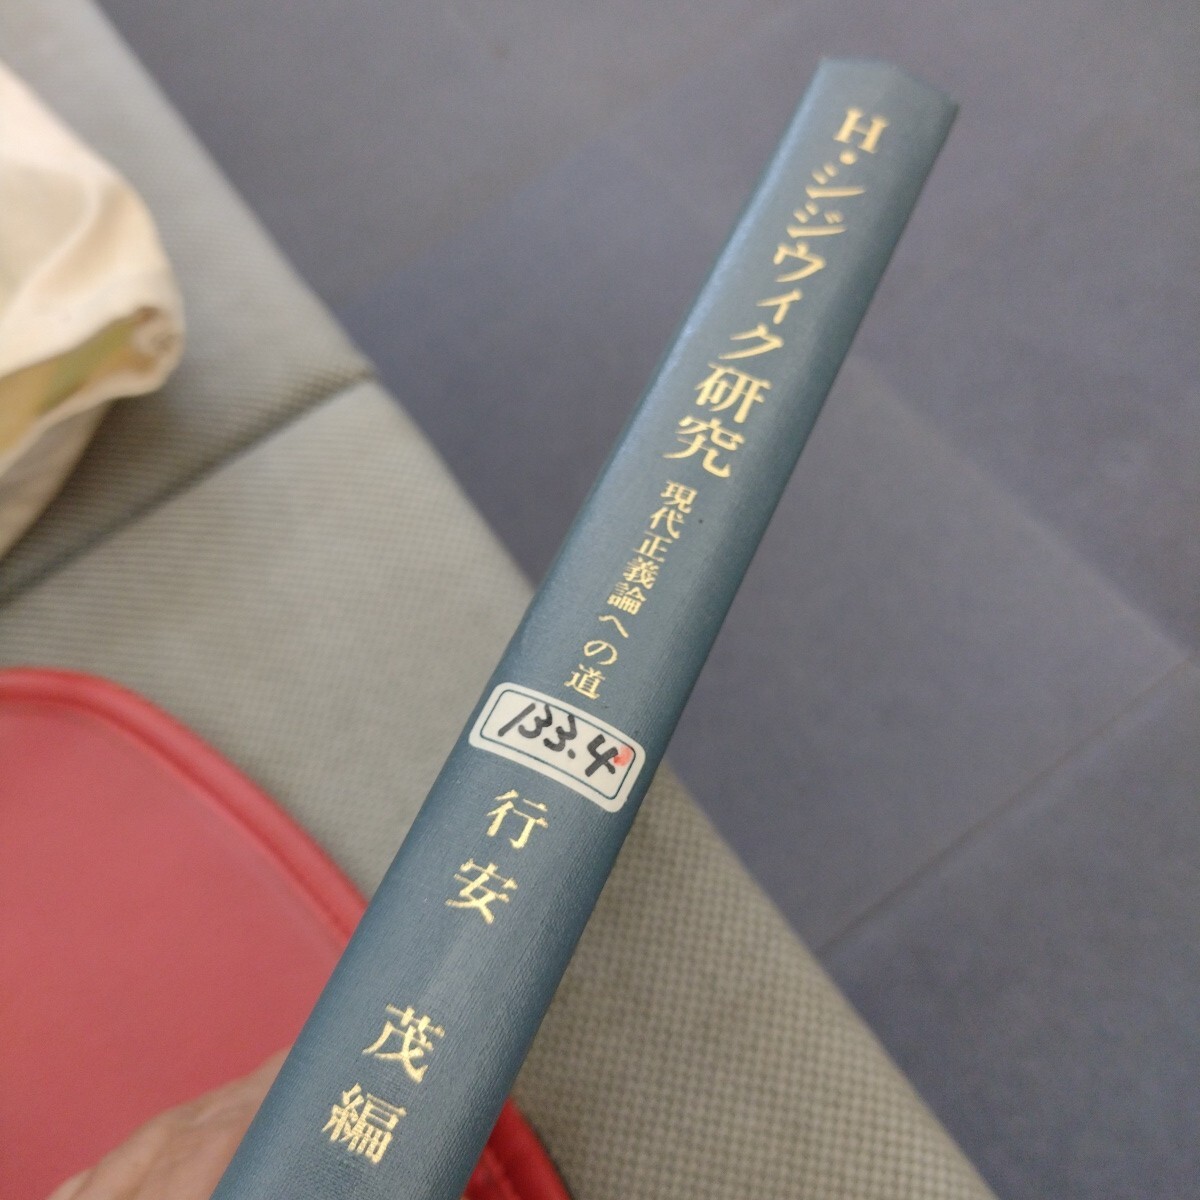 H・シジウィク研究
現代正義論への道
133.4
行安 茂編